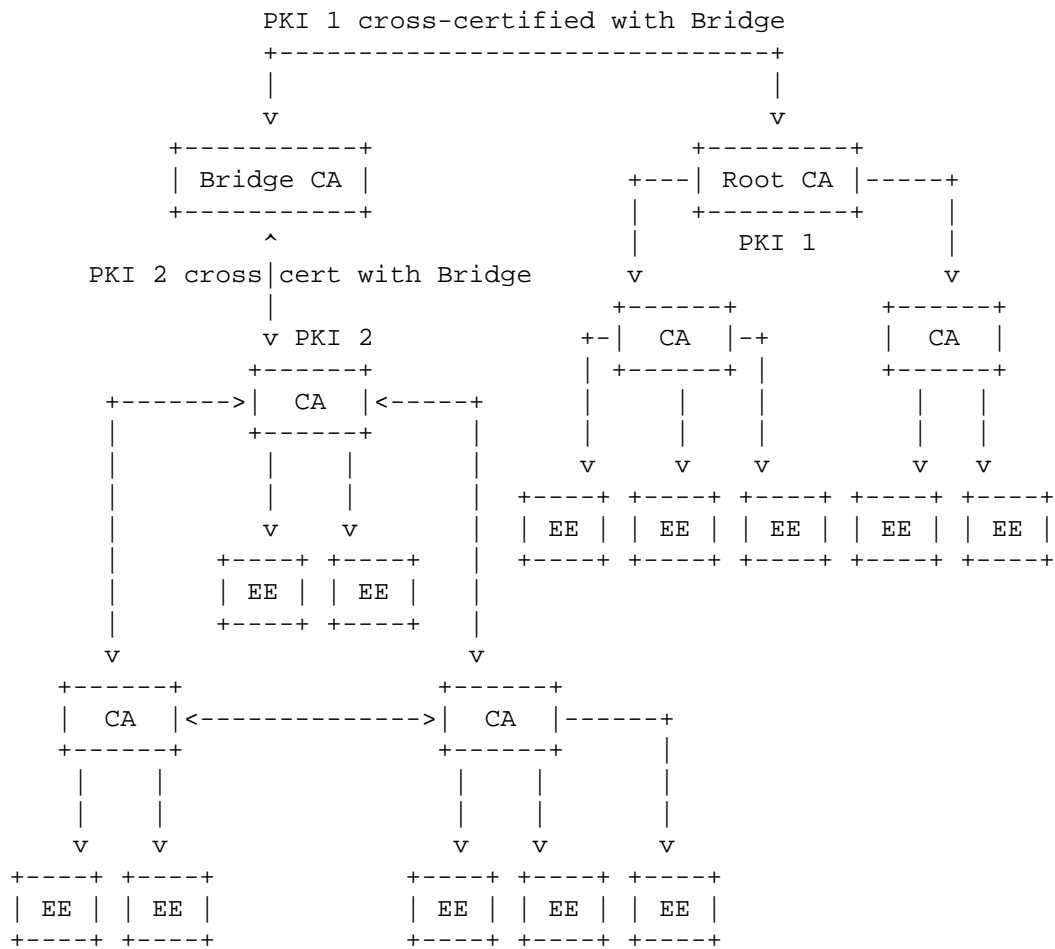 PKI 1 cross-certified with Bridge
Bridge CA
Root CA
PKI 1
PKI 2 cross cert with Bridge
PKI 2
CA
CA
CA
EE EE EE EE EE
EE EE
CA CA
EE EE EE EE EE